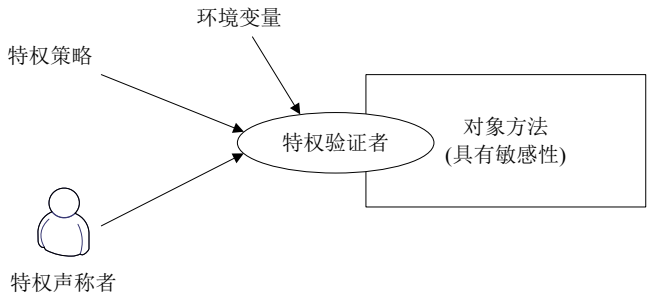 环境变量
特权策略
特权验证者
对象方法
(具有敏感性)
特权声称者